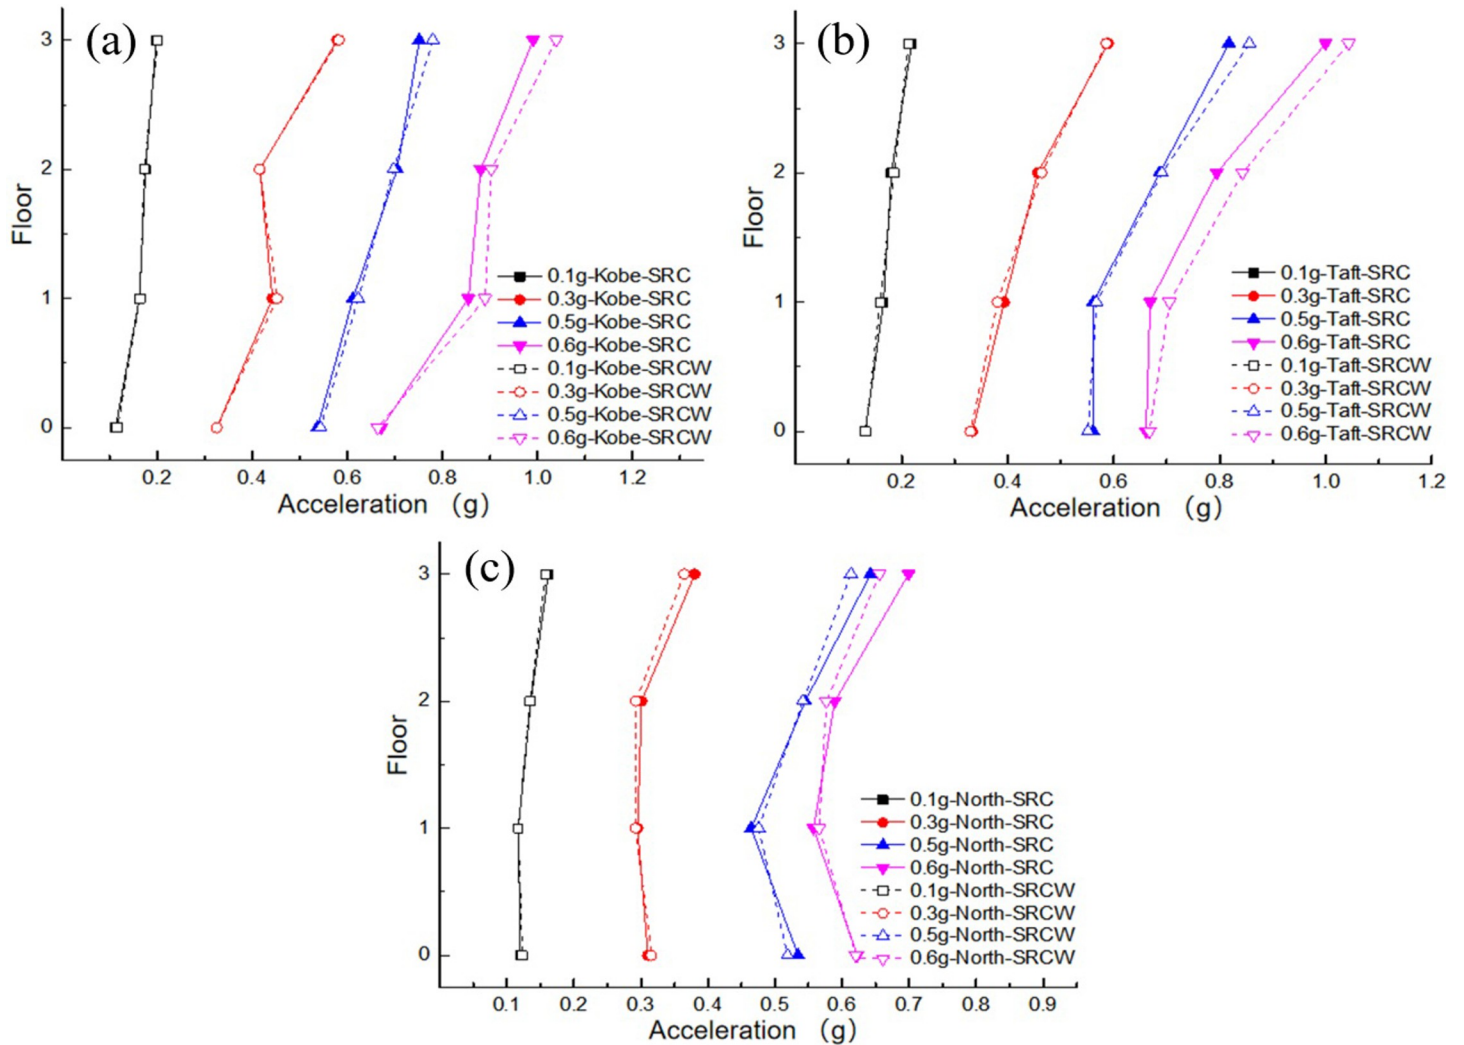 (a)
3
2
1
0
Floor
0.1g-Kobe-SRC
0.3g-Kobe-SRC
0.5g-Kobe-SRC
0.6g-Kobe-SRC
0.1g-Kobe-SRCW
0.3g-Kobe-SRCW
0.5g-Kobe-SRCW
0.6g-Kobe-SRCW
0.2 0.4 0.6 0.8 1.0 1.2
Acceleration （g）
(b)
3
2
1
0
Floor
0.1g-Taft-SRC
0.3g-Taft-SRC
0.5g-Taft-SRC
0.6g-Taft-SRC
0.1g-Taft-SRCW
0.3g-Taft-SRCW
0.5g-Taft-SRCW
0.6g-Taft-SRCW
0.2 0.4 0.6 0.8 1.0 1.2
Acceleration （g）
(c)
3
2
1
0
Floor
0.1g-North-SRC
0.3g-North-SRC
0.5g-North-SRC
0.6g-North-SRC
0.1g-North-SRCW
0.3g-North-SRCW
0.5g-North-SRCW
0.6g-North-SRCW
0.1 0.2 0.3 0.4 0.5 0.6 0.7 0.8 0.9
Acceleration （g）